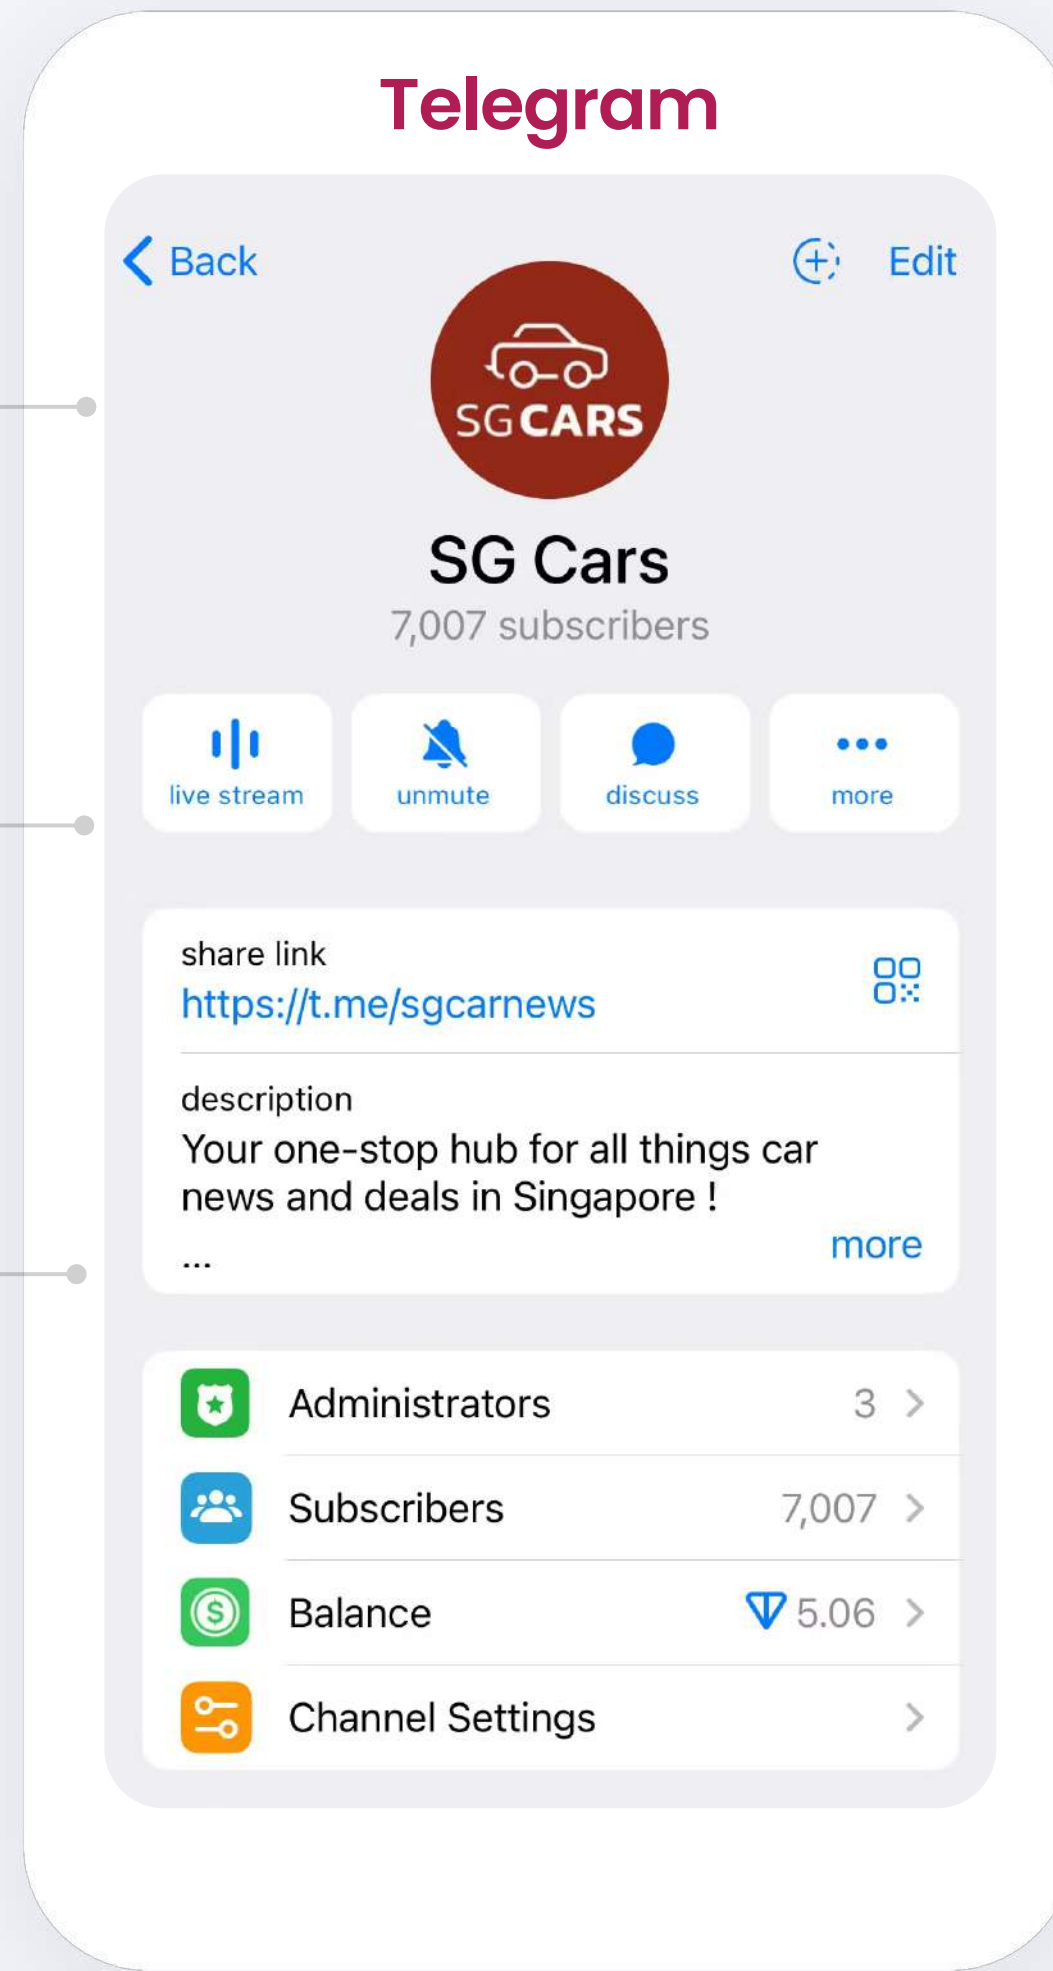 Telegram
Back
Edit
SG CARS
SG Cars
7,007 subscribers
live stream
unmute
discuss
more
share link
https://t.me/sgcarnews
description
Your one-stop hub for all things car
news and deals in Singapore !
...
more
Administrators 3
Subscribers 7,007
Balance 5.06
Channel Settings